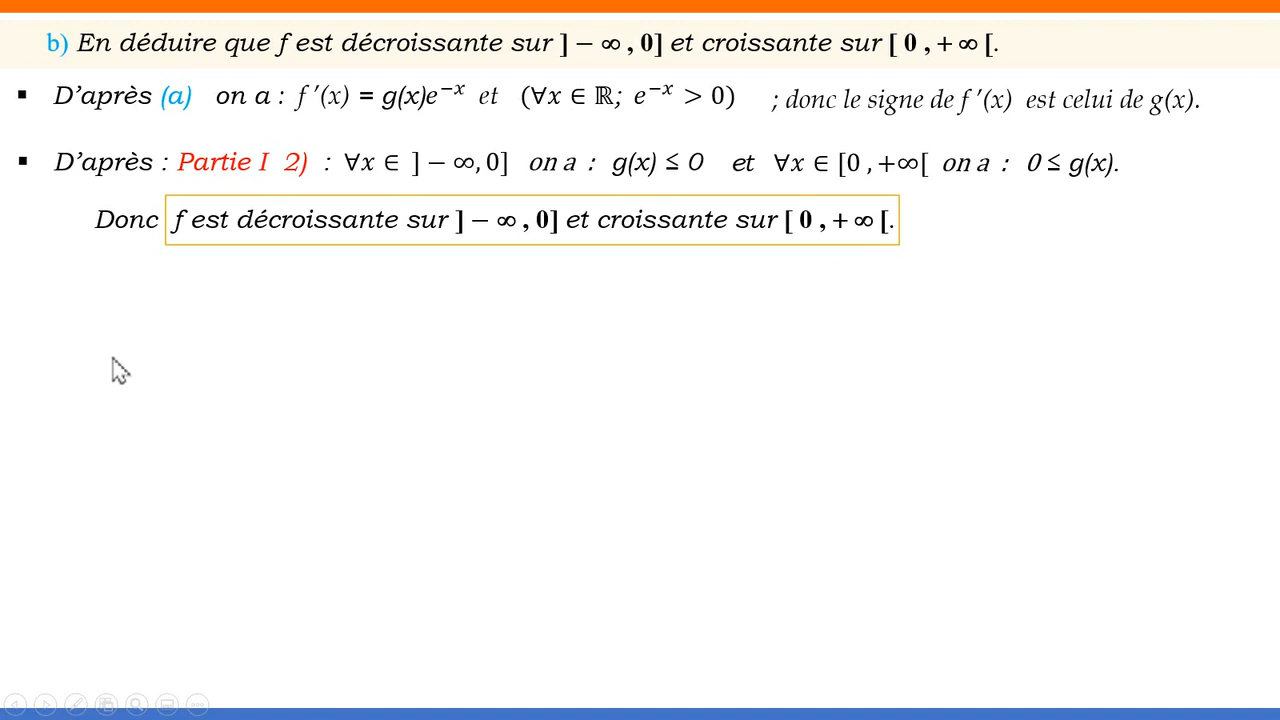 b) En déduire que f est décroissante sur ] − ∞ , 0] et croissante sur [ 0 , + ∞ [.
▪ D’après (a) on a : f ′(x) = g(x)e⁻ˣ et (∀x ∈ ℝ; e⁻ˣ > 0) ; donc le signe de f ′(x) est celui de g(x).
▪ D’après : Partie I 2) : ∀x ∈ ] − ∞, 0] on a : g(x) ≤ 0 et ∀x ∈ [0 , +∞[ on a : 0 ≤ g(x).
Donc f est décroissante sur ] − ∞ , 0] et croissante sur [ 0 , + ∞ [.